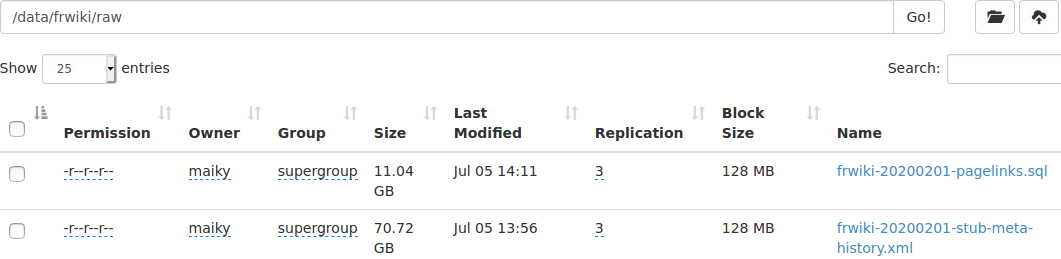 /data/frwiki/raw Go!
Show 25 entries Search:
Permission Owner Group Size Last Modified Replication Block Size Name
-r--r--r-- maiky supergroup 11.04 GB Jul 05 14:11 3 128 MB frwiki-20200201-pagelinks.sql
-r--r--r-- maiky supergroup 70.72 GB Jul 05 13:56 3 128 MB frwiki-20200201-stub-meta-
history.xml